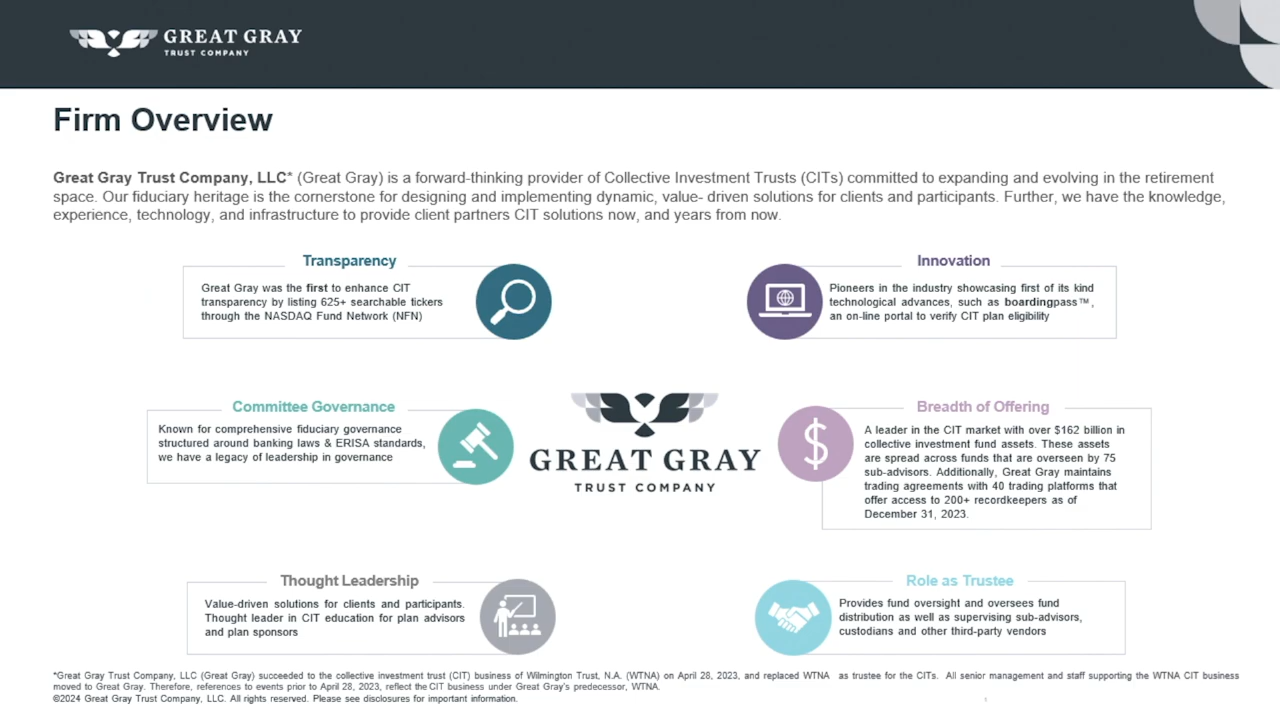 GREAT GRAY
TRUST COMPANY
Firm Overview
Great Gray Trust Company, LLC* (Great Gray) is a forward-thinking provider of Collective Investment Trusts (CITs) committed to expanding and evolving in the retirement
space. Our fiduciary heritage is the cornerstone for designing and implementing dynamic, value- driven solutions for clients and participants. Further, we have the knowledge,
experience, technology, and infrastructure to provide client partners CIT solutions now, and years from now.
Transparency
Great Gray was the first to enhance CIT
transparency by listing 625+ searchable tickers
through the NASDAQ Fund Network (NFN)
Innovation
Pioneers in the industry showcasing first of its kind
technological advances, such as boardingpass™,
an on-line portal to verify CIT plan eligibility
Committee Governance
Known for comprehensive fiduciary governance
structured around banking laws & ERISA standards,
we have a legacy of leadership in governance
GREAT GRAY
TRUST COMPANY
$
Breadth of Offering
A leader in the CIT market with over $162 billion in
collective investment fund assets. These assets
are spread across funds that are overseen by 75
sub-advisors. Additionally, Great Gray maintains
trading agreements with 40 trading platforms that
offer access to 200+ recordkeepers as of
December 31, 2023.
Thought Leadership
Value-driven solutions for clients and participants.
Thought leader in CIT education for plan advisors
and plan sponsors
Role as Trustee
Provides fund oversight and oversees fund
distribution as well as supervising sub-advisors,
custodians and other third-party vendors
*Great Gray Trust Company, LLC (Great Gray) succeeded to the collective investment trust (CIT) business of Wilmington Trust, N.A. (WTNA) on April 28, 2023, and replaced WTNA as trustee for the CITs. All senior management and staff supporting the WTNA CIT business
moved to Great Gray. Therefore, references to events prior to April 28, 2023, reflect the CIT business under Great Gray's predecessor, WTNA.
©2024 Great Gray Trust Company, LLC. All rights reserved. Please see disclosures for important information.
1